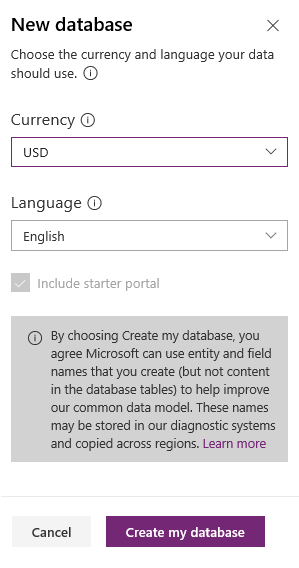 New database
Choose the currency and language your data
should use.
Currency
USD
Language
English
Include starter portal
By choosing Create my database, you
agree Microsoft can use entity and field
names that you create (but not content
in the database tables) to help improve
our common data model. These names
may be stored in our diagnostic systems
and copied across regions. Learn more
Cancel
Create my database